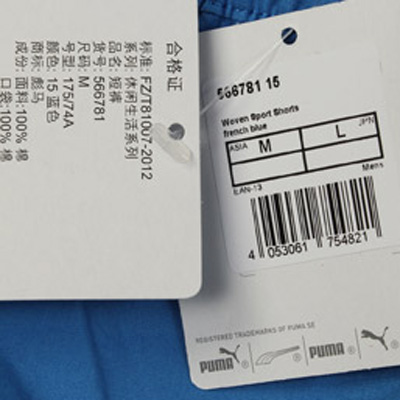 合格证
标准: FZ/T81007-2012
系列: 休闲生活系列
品名: 短裤
货号: 566781
尺码: M
号型: 175/74A
颜色: 15 蓝色
商标: 彪马
成份: 面料: 100% 棉
口袋: 100% 棉
566781 15
Woven Sport Shorts
french blue
ASIA M L JPN
Mens
EAN-13
4 053061 754821
REGISTERED TRADEMARKS OF PUMA SE
PUMA PUMA